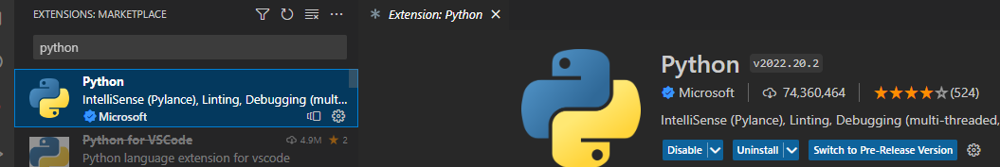 EXTENSIONS: MARKETPLACE
python
Python
IntelliSense (Pylance), Linting, Debugging (mult...
Microsoft
Python for VSCode 4.9M 2
Python language extension for vscode
Extension: Python
Python v2022.20.2
Microsoft 74,360,464 (524)
IntelliSense (Pylance), Linting, Debugging (multi-threaded,
Disable Uninstall Switch to Pre-Release Version